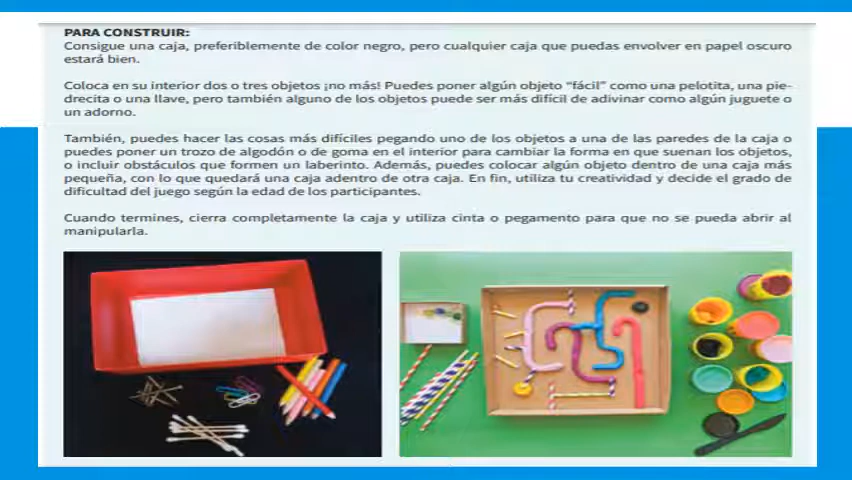 PARA CONSTRUIR:
Consigue una caja, preferiblemente de color negro, pero cualquier caja que puedas envolver en papel oscuro
estará bien.
Coloca en su interior dos o tres objetos ¡no más! Puedes poner algún objeto “fácil” como una pelotita, una pie-
drecita o una llave, pero también alguno de los objetos puede ser más difícil de adivinar como algún juguete o
un adorno.
También, puedes hacer las cosas más difíciles pegando uno de los objetos a una de las paredes de la caja o
puedes poner un trozo de algodón o de goma en el interior para cambiar la forma en que suenan los objetos,
o incluir obstáculos que formen un laberinto. Además, puedes colocar algún objeto dentro de una caja más
pequeña, con lo que quedará una caja adentro de otra caja. En fin, utiliza tu creatividad y decide el grado de
dificultad del juego según la edad de los participantes.
Cuando termines, cierra completamente la caja y utiliza cinta o pegamento para que no se pueda abrir al
manipularla.